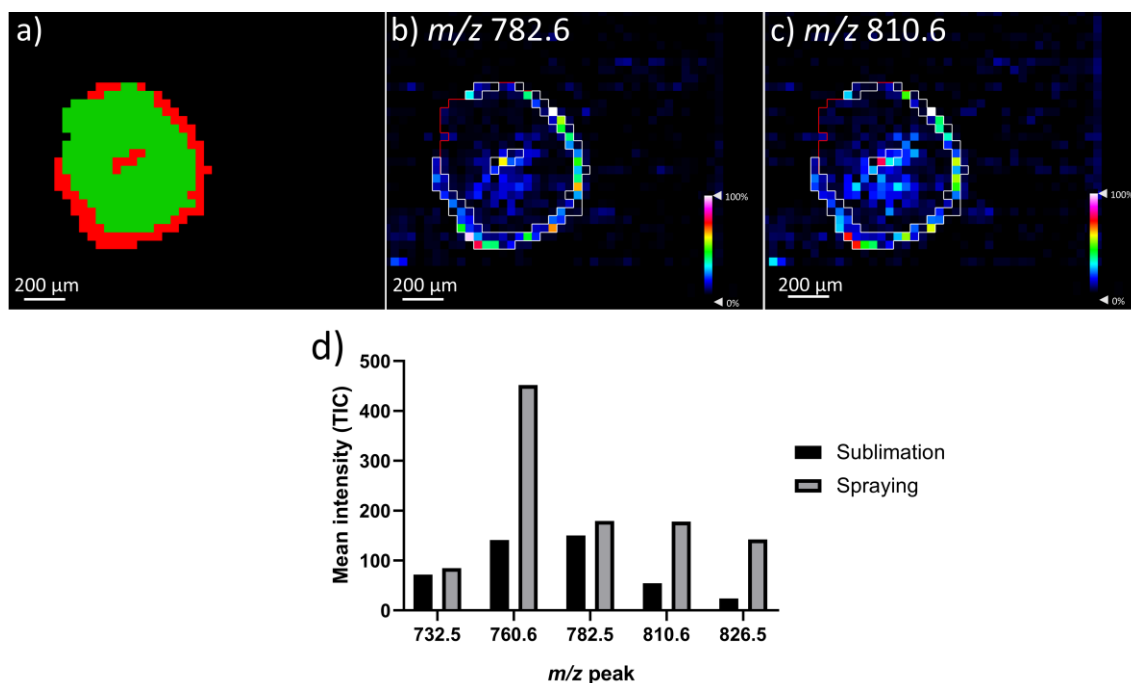 a)
b) m/z 782.6
c) m/z 810.6
100%
0%
100%
0%
200 µm
200 µm
200 µm
d)
500
400
300
200
100
0
Mean intensity (TIC)
732.5 760.6 782.5 810.6 826.5
m/z peak
Sublimation
Spraying